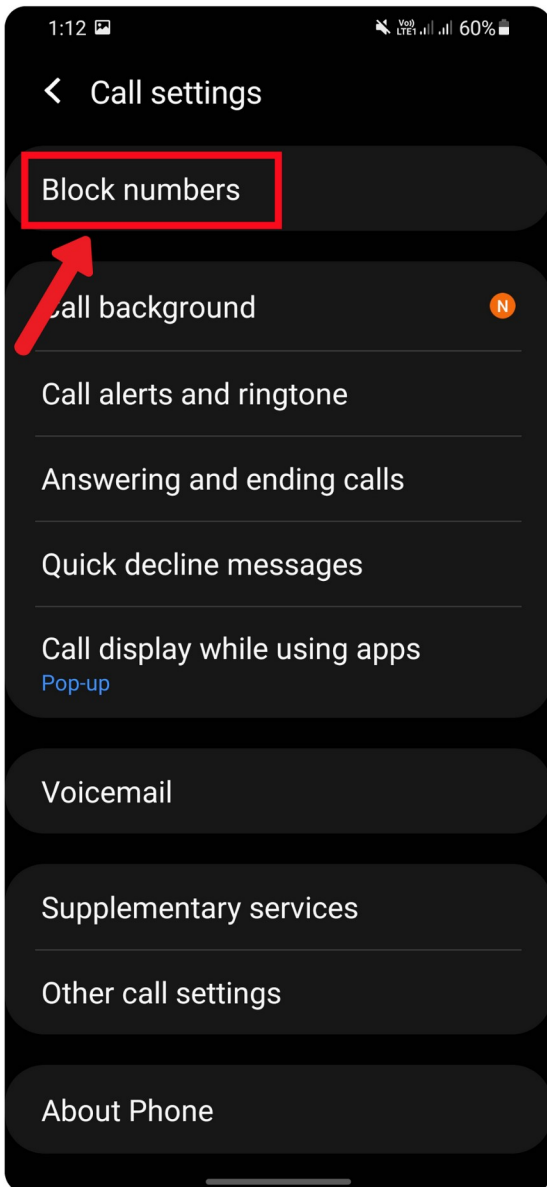 1:12 Vo)) LTE1 60%
Call settings
Block numbers
Call background N
Call alerts and ringtone
Answering and ending calls
Quick decline messages
Call display while using apps
Pop-up
Voicemail
Supplementary services
Other call settings
About Phone